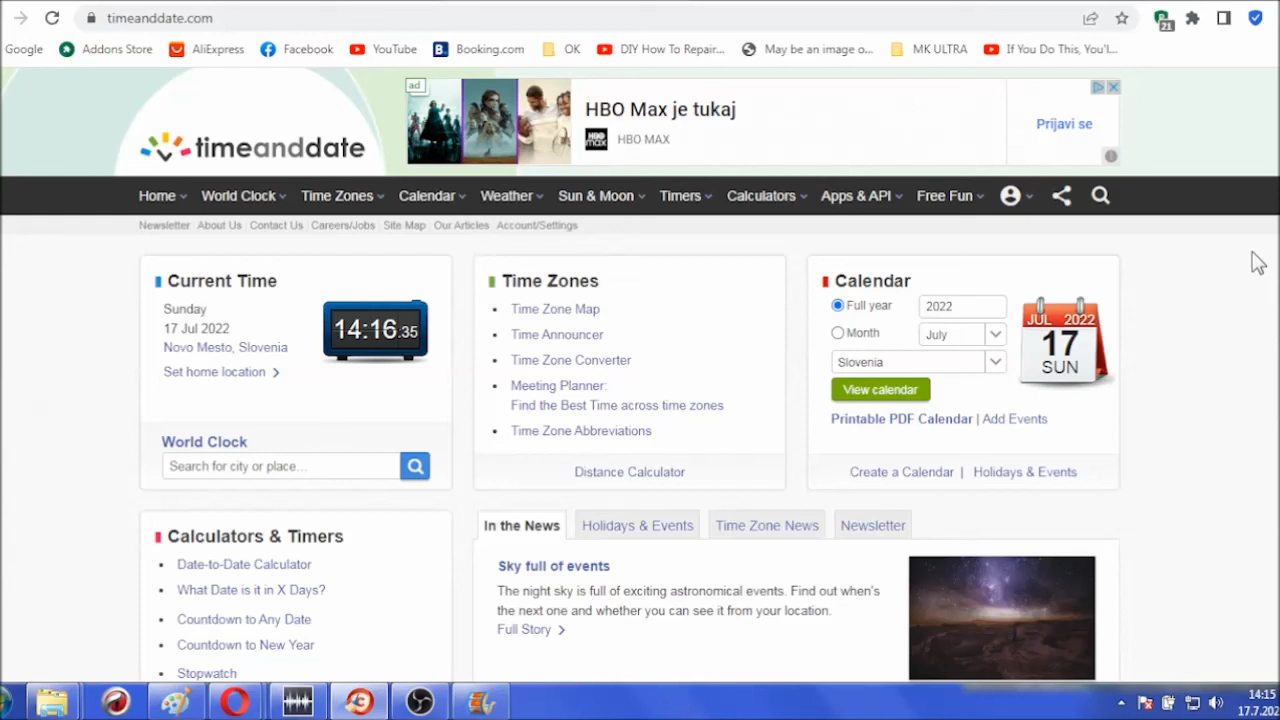 timeanddate.com
21
Google
Addons Store
AliExpress
Facebook
YouTube
B.
Booking.com
OK
DIY How To Repair...
May be an image o...
MK ULTRA
If You Do This, You'l...
timeanddate
ad
HBO Max je tukaj
HBO MAX
HBO MAX
Prijavi se
Home
World Clock
Time Zones
Calendar
Weather
Sun & Moon
Timers
Calculators
Apps & API
Free Fun
Newsletter
About Us
Contact Us
Careers/Jobs
Site Map
Our Articles
Account/Settings
Current Time
Sunday
17 Jul 2022
Novo Mesto, Slovenia
Set home location
14:16.35
World Clock
Search for city or place...
Time Zones
Time Zone Map
Time Announcer
Time Zone Converter
Meeting Planner:
Find the Best Time across time zones
Time Zone Abbreviations
Distance Calculator
Calendar
Full year
2022
Month
July
Slovenia
View calendar
JUL 2022
17
SUN
Printable PDF Calendar | Add Events
Create a Calendar | Holidays & Events
Calculators & Timers
Date-to-Date Calculator
What Date is it in X Days?
Countdown to Any Date
Countdown to New Year
Stopwatch
In the News
Holidays & Events
Time Zone News
Newsletter
Sky full of events
The night sky is full of exciting astronomical events. Find out when's
the next one and whether you can see it from your location.
Full Story
14:15
17.7.202